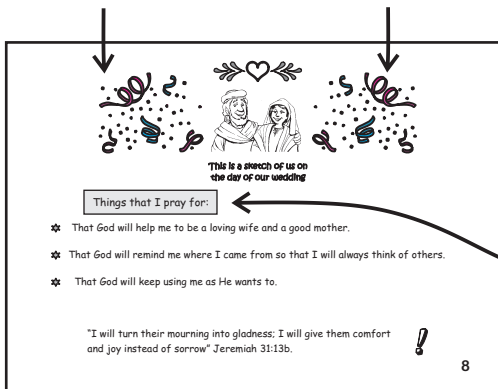 This is a sketch of us on
the day of our wedding
Things that I pray for:
That God will help me to be a loving wife and a good mother.
That God will remind me where I came from so that I will always think of others.
That God will keep using me as He wants to.
"I will turn their mourning into gladness; I will give them comfort
and joy instead of sorrow" Jeremiah 31:13b.
!
8